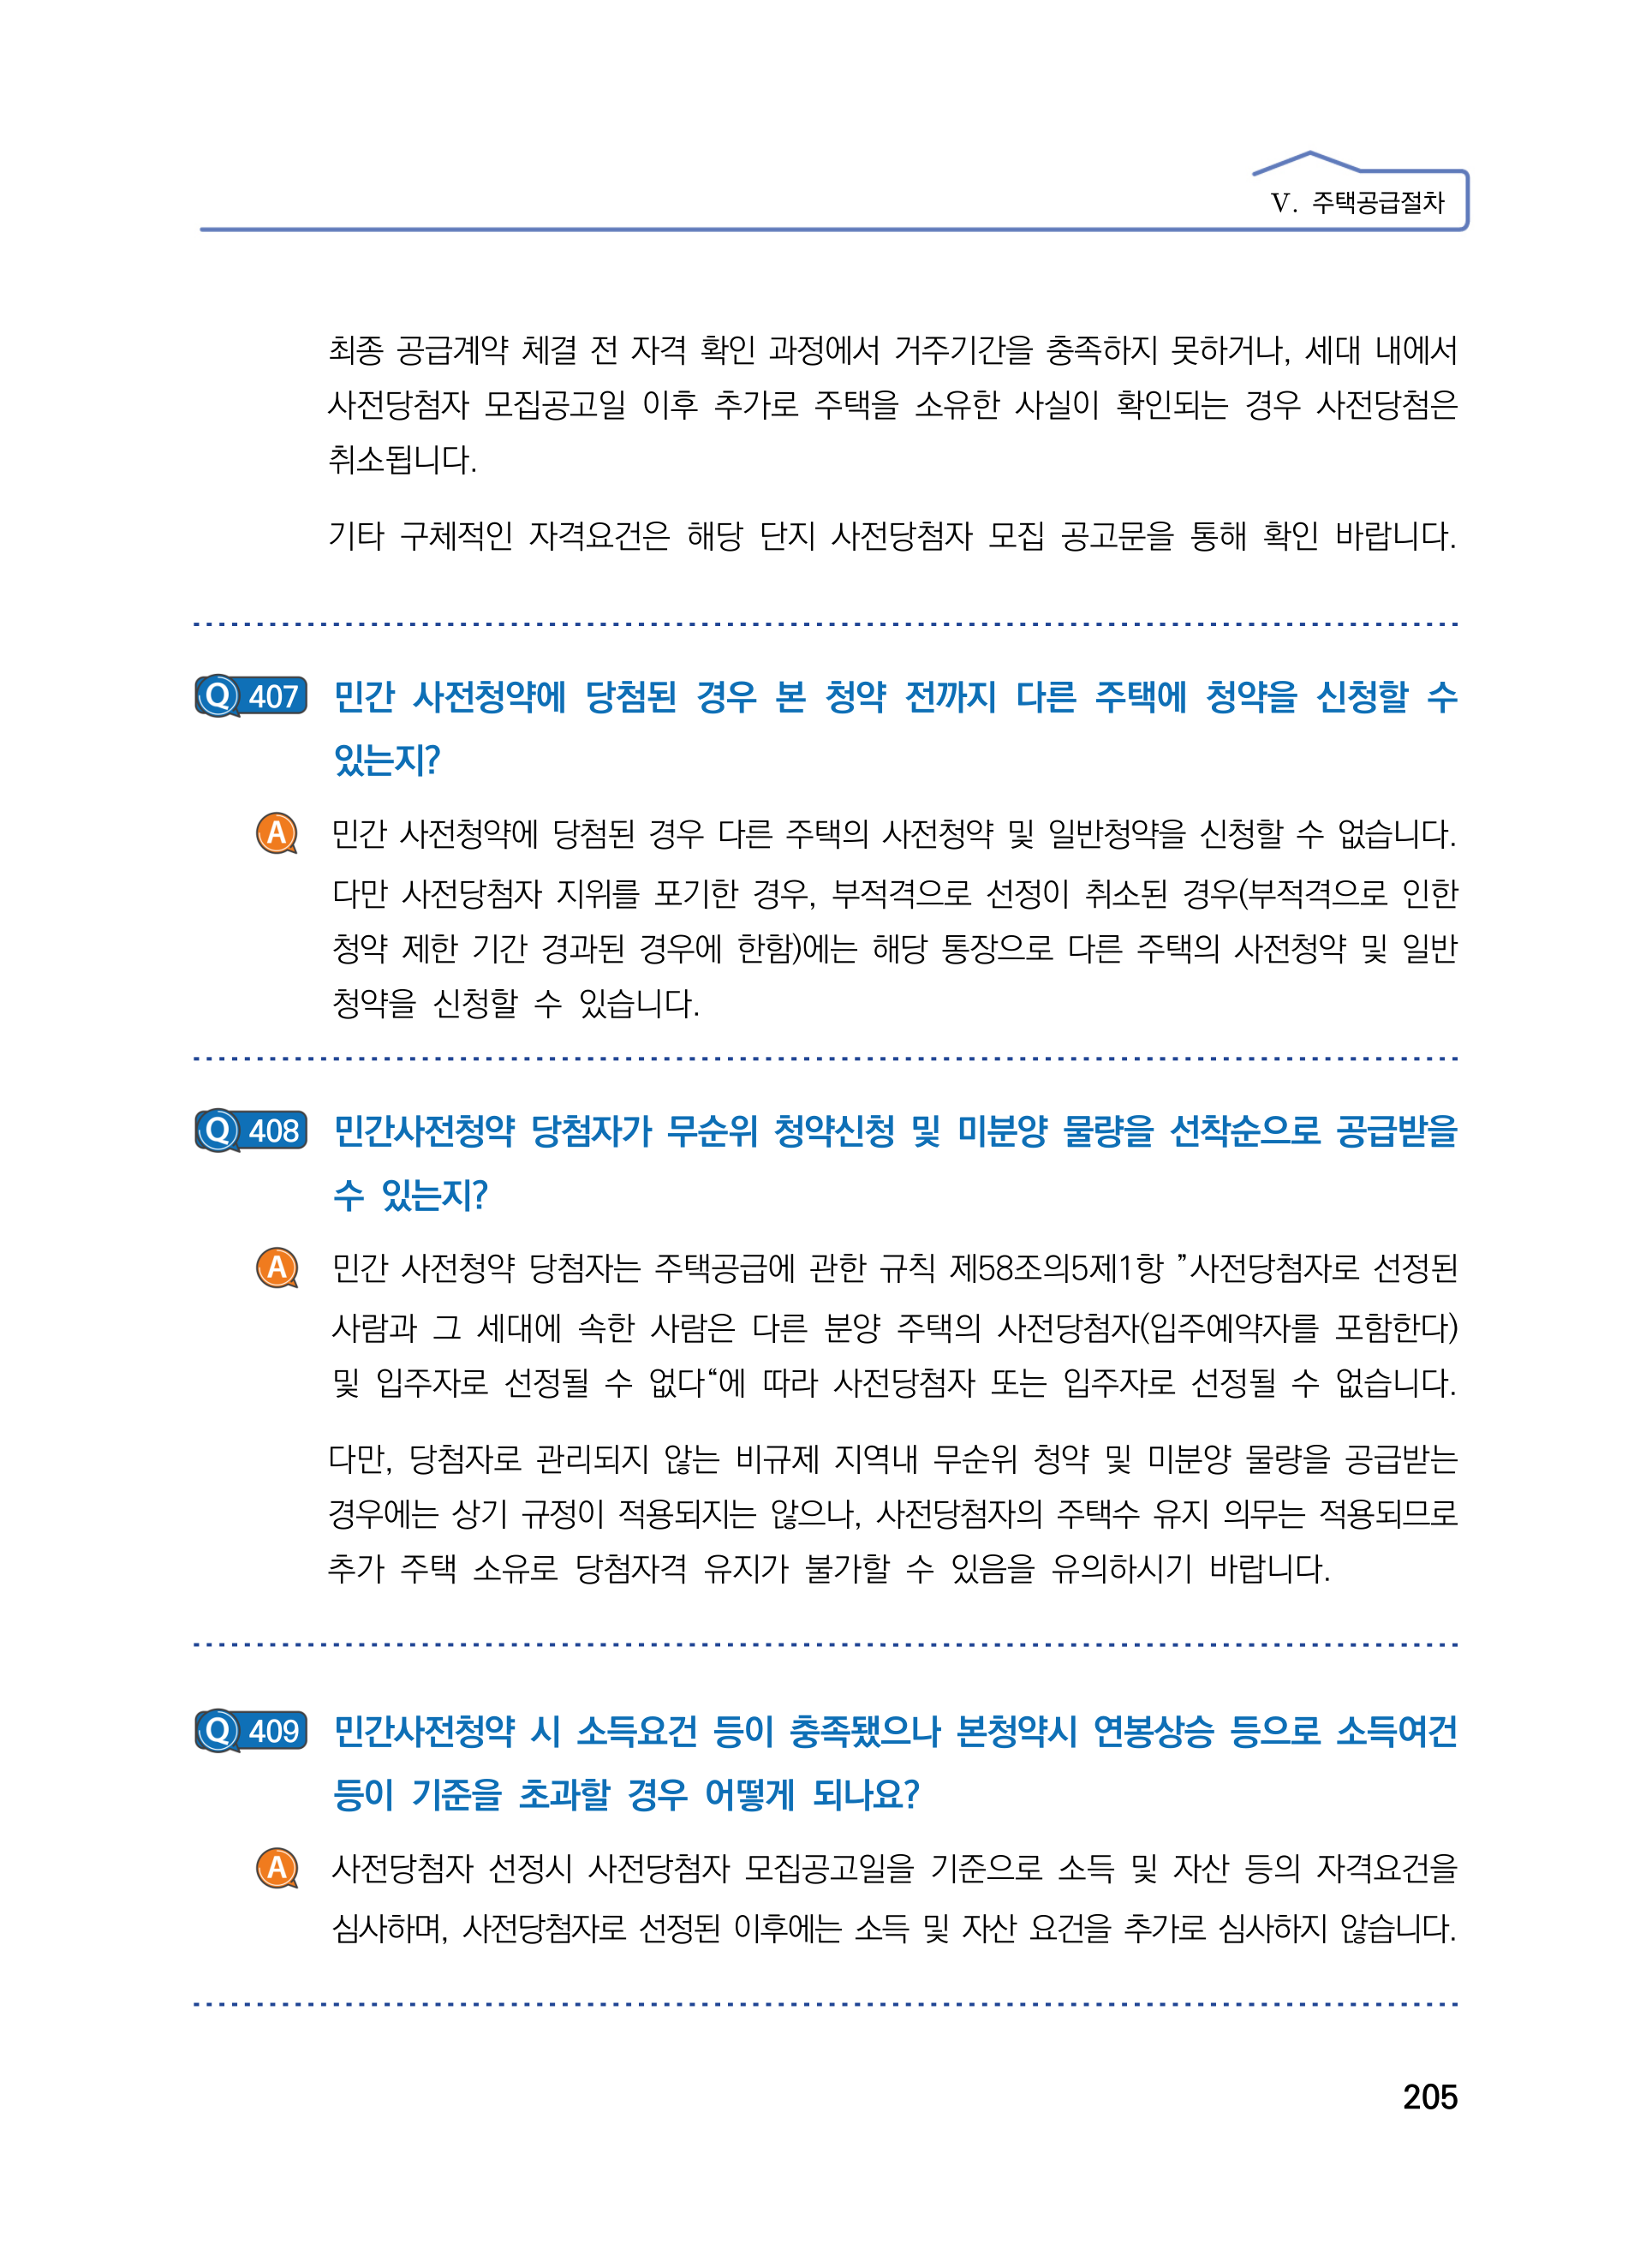 Ⅴ. 주택공급절차
최종 공급계약 체결 전 자격 확인 과정에서 거주기간을 충족하지 못하거나, 세대 내에서
사전당첨자 모집공고일 이후 추가로 주택을 소유한 사실이 확인되는 경우 사전당첨은
취소됩니다.
기타 구체적인 자격요건은 해당 단지 사전당첨자 모집 공고문을 통해 확인 바랍니다.
Q 407 민간 사전청약에 당첨된 경우 본 청약 전까지 다른 주택에 청약을 신청할 수
있는지?
A 민간 사전청약에 당첨된 경우 다른 주택의 사전청약 및 일반청약을 신청할 수 없습니다.
다만 사전당첨자 지위를 포기한 경우, 부적격으로 선정이 취소된 경우(부적격으로 인한
청약 제한 기간 경과된 경우에 한함)에는 해당 통장으로 다른 주택의 사전청약 및 일반
청약을 신청할 수 있습니다.
Q 408 민간사전청약 당첨자가 무순위 청약신청 및 미분양 물량을 선착순으로 공급받을
수 있는지?
A 민간 사전청약 당첨자는 주택공급에 관한 규칙 제58조의5제1항 ”사전당첨자로 선정된
사람과 그 세대에 속한 사람은 다른 분양 주택의 사전당첨자(입주예약자를 포함한다)
및 입주자로 선정될 수 없다“에 따라 사전당첨자 또는 입주자로 선정될 수 없습니다.
다만, 당첨자로 관리되지 않는 비규제 지역내 무순위 청약 및 미분양 물량을 공급받는
경우에는 상기 규정이 적용되지는 않으나, 사전당첨자의 주택수 유지 의무는 적용되므로
추가 주택 소유로 당첨자격 유지가 불가할 수 있음을 유의하시기 바랍니다.
Q 409 민간사전청약 시 소득요건 등이 충족됐으나 본청약시 연봉상승 등으로 소득여건
등이 기준을 초과할 경우 어떻게 되나요?
A 사전당첨자 선정시 사전당첨자 모집공고일을 기준으로 소득 및 자산 등의 자격요건을
심사하며, 사전당첨자로 선정된 이후에는 소득 및 자산 요건을 추가로 심사하지 않습니다.
205